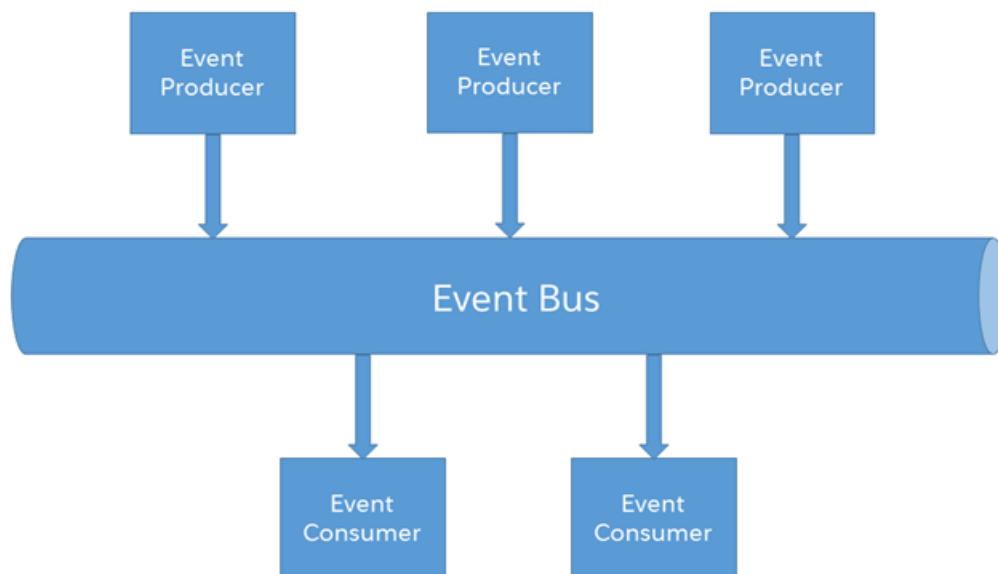 Event
Producer
Event
Producer
Event
Producer
Event Bus
Event
Consumer
Event
Consumer